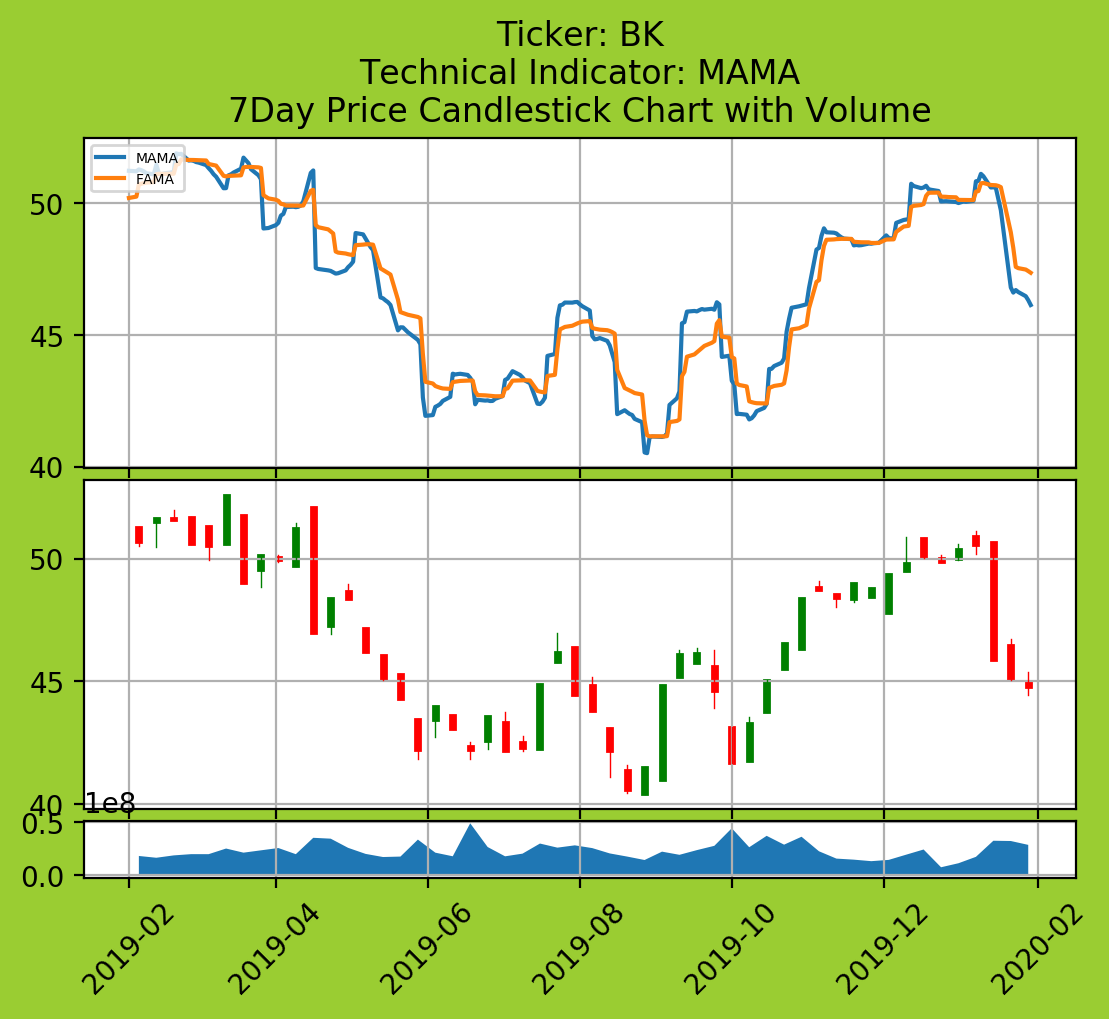 Ticker: BK
Technical Indicator: MAMA
7Day Price Candlestick Chart with Volume
MAMA
FAMA
50
45
40
50
45
40
1e8
0.5
0.0
2019-02
2019-04
2019-06
2019-08
2019-10
2019-12
2020-02